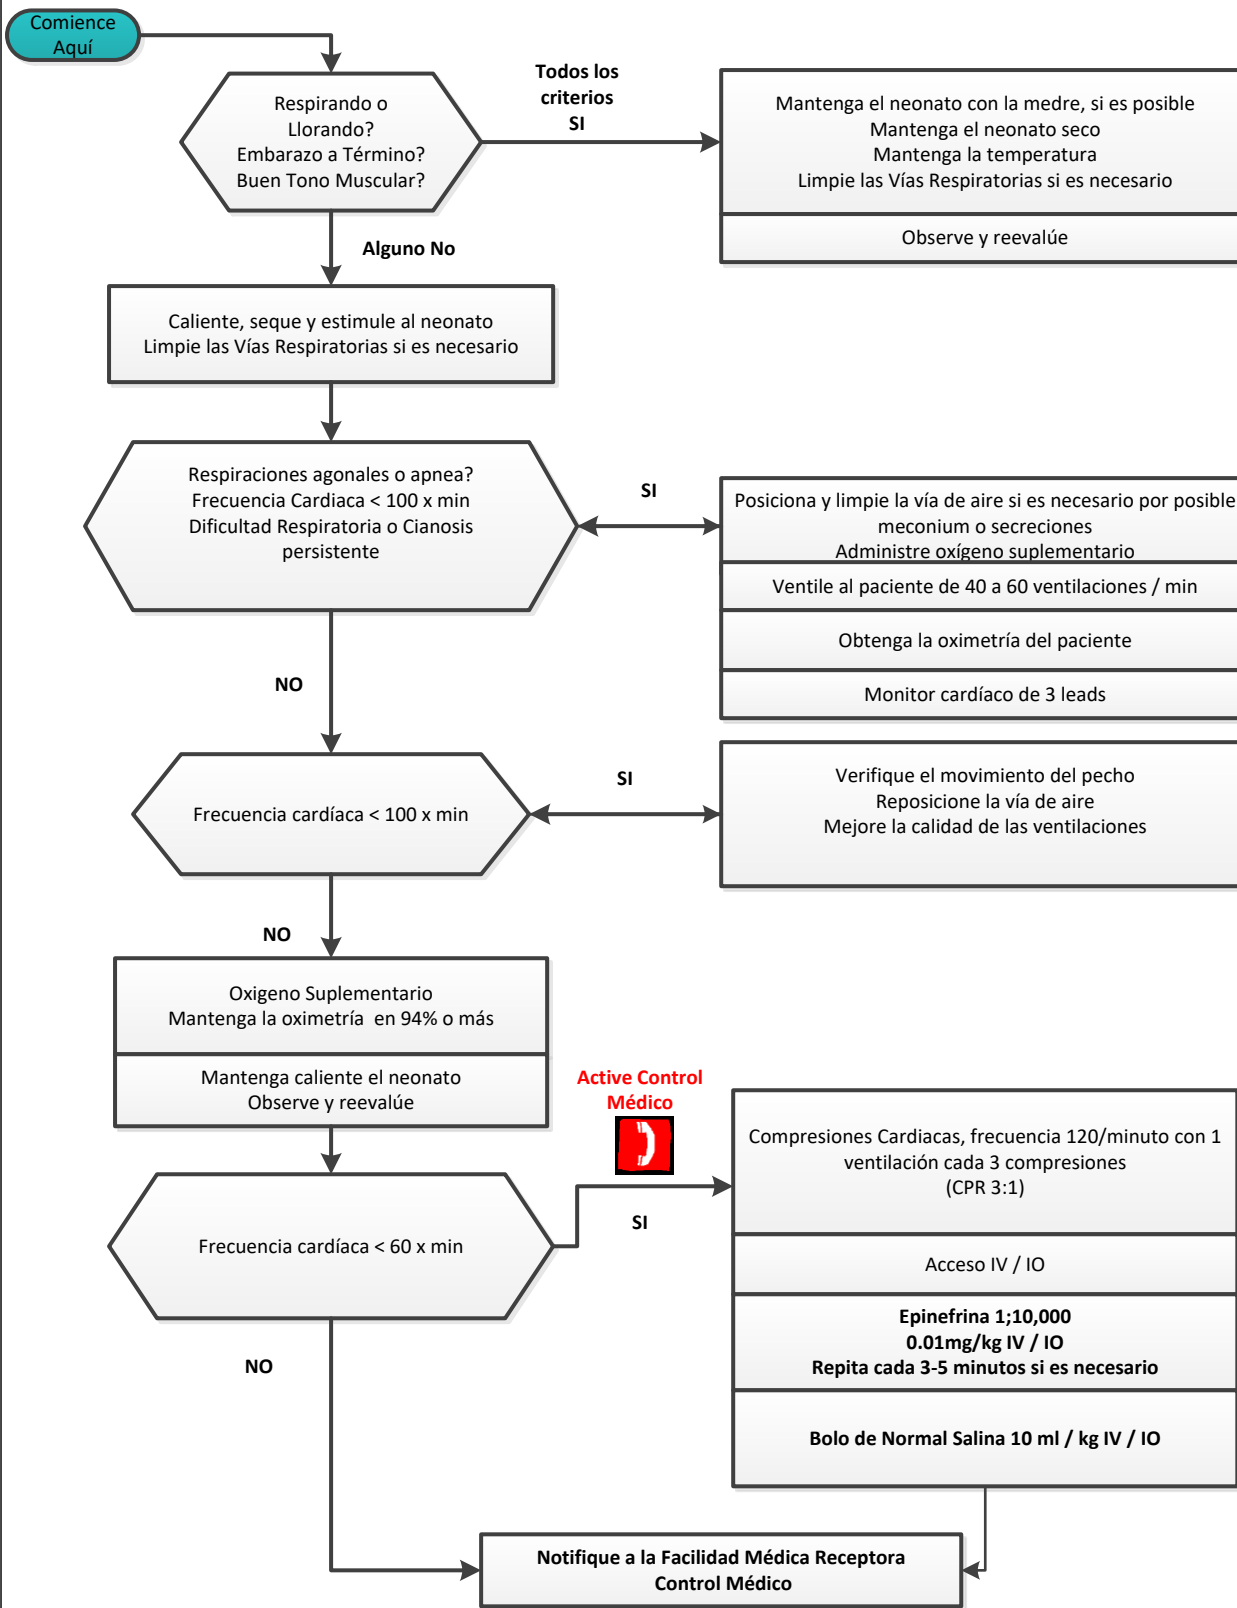 Comience
Aquí
Respirando o
Llorando?
Embarazo a Término?
Buen Tono Muscular?
Todos los
criterios
SI
Mantenga el neonato con la medre, si es posible
Mantenga el neonato seco
Mantenga la temperatura
Limpie las Vías Respiratorias si es necesario
Observe y reevalúe
Alguno No
Caliente, seque y estimule al neonato
Limpie las Vías Respiratorias si es necesario
Respiraciones agonales o apnea?
Frecuencia Cardiaca < 100 x min
Dificultad Respiratoria o Cianosis
persistente
SI
Posiciona y limpie la vía de aire si es necesario por posible
meconium o secreciones
Administre oxígeno suplementario
Ventile al paciente de 40 a 60 ventilaciones / min
Obtenga la oximetría del paciente
Monitor cardíaco de 3 leads
NO
Frecuencia cardíaca < 100 x min
SI
Verifique el movimiento del pecho
Reposicione la vía de aire
Mejore la calidad de las ventilaciones
NO
Oxigeno Suplementario
Mantenga la oximetría en 94% o más
Mantenga caliente el neonato
Observe y reevalúe
Active Control
Médico
Frecuencia cardíaca < 60 x min
SI
Compresiones Cardiacas, frecuencia 120/minuto con 1
ventilación cada 3 compresiones
(CPR 3:1)
Acceso IV / IO
Epinefrina 1;10,000
0.01mg/kg IV / IO
Repita cada 3-5 minutos si es necesario
Bolo de Normal Salina 10 ml / kg IV / IO
NO
Notifique a la Facilidad Médica Receptora
Control Médico